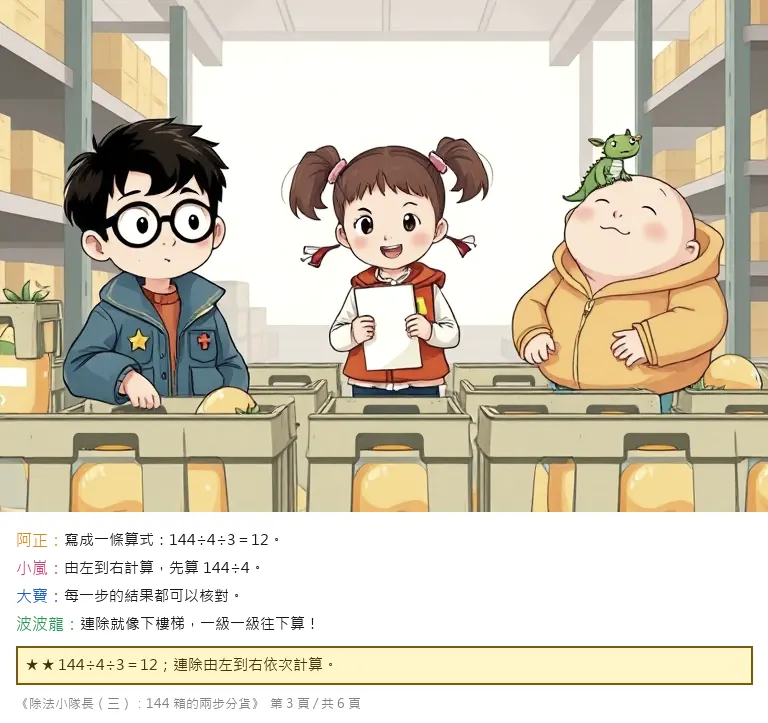 阿正：寫成一條算式：144÷4÷3＝12。
小嵐：由左到右計算，先算 144÷4。
大寶：每一步的結果都可以核對。
波波龍：連除就像下樓梯，一級一級往下算！
★★144÷4÷3＝12；連除由左到右依次計算。
《除法小隊長（三）：144 箱的兩步分貨》 第 3 頁 / 共 6 頁